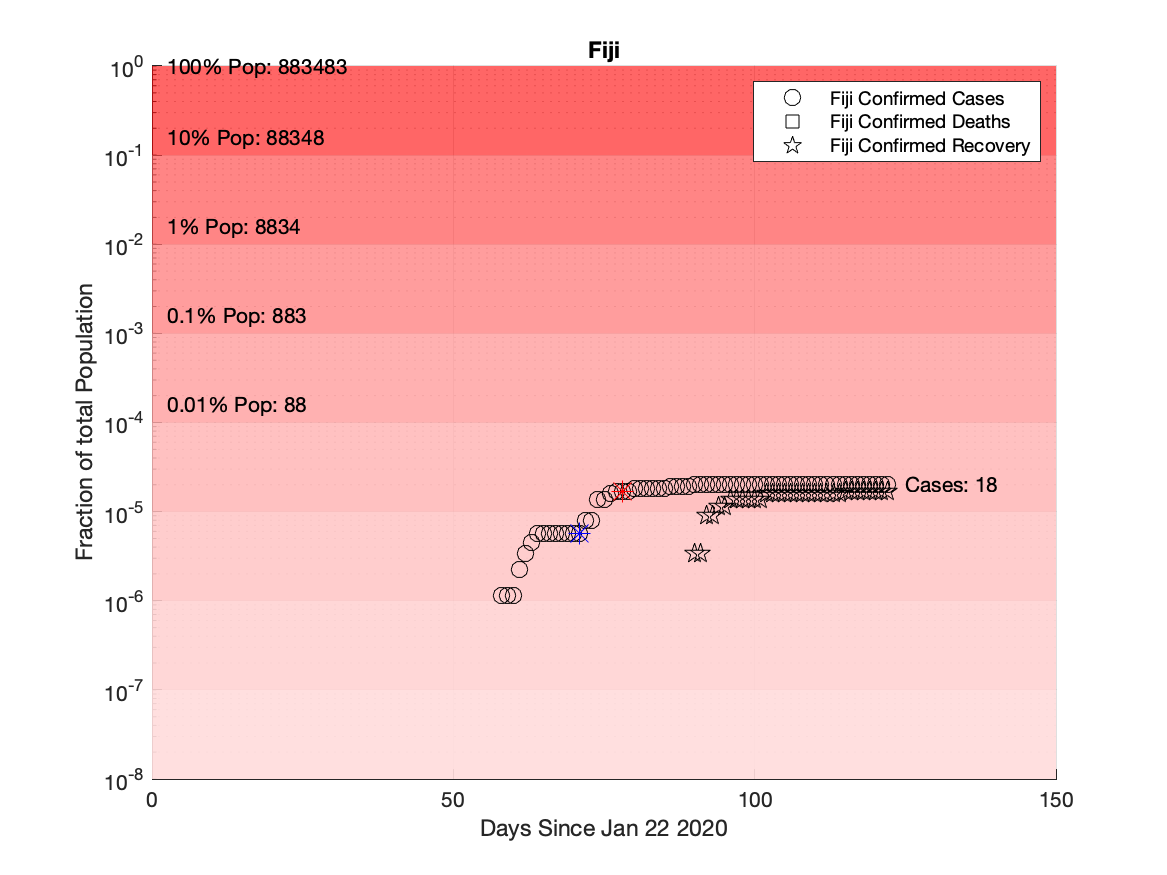 Fiji
10^0
100% Pop: 883483
Fiji Confirmed Cases
Fiji Confirmed Deaths
Fiji Confirmed Recovery
10% Pop: 88348
10^-1
1% Pop: 8834
10^-2
0.1% Pop: 883
10^-3
0.01% Pop: 88
10^-4
Cases: 18
10^-5
10^-6
10^-7
10^-8
Fraction of total Population
0 50 100 150
Days Since Jan 22 2020